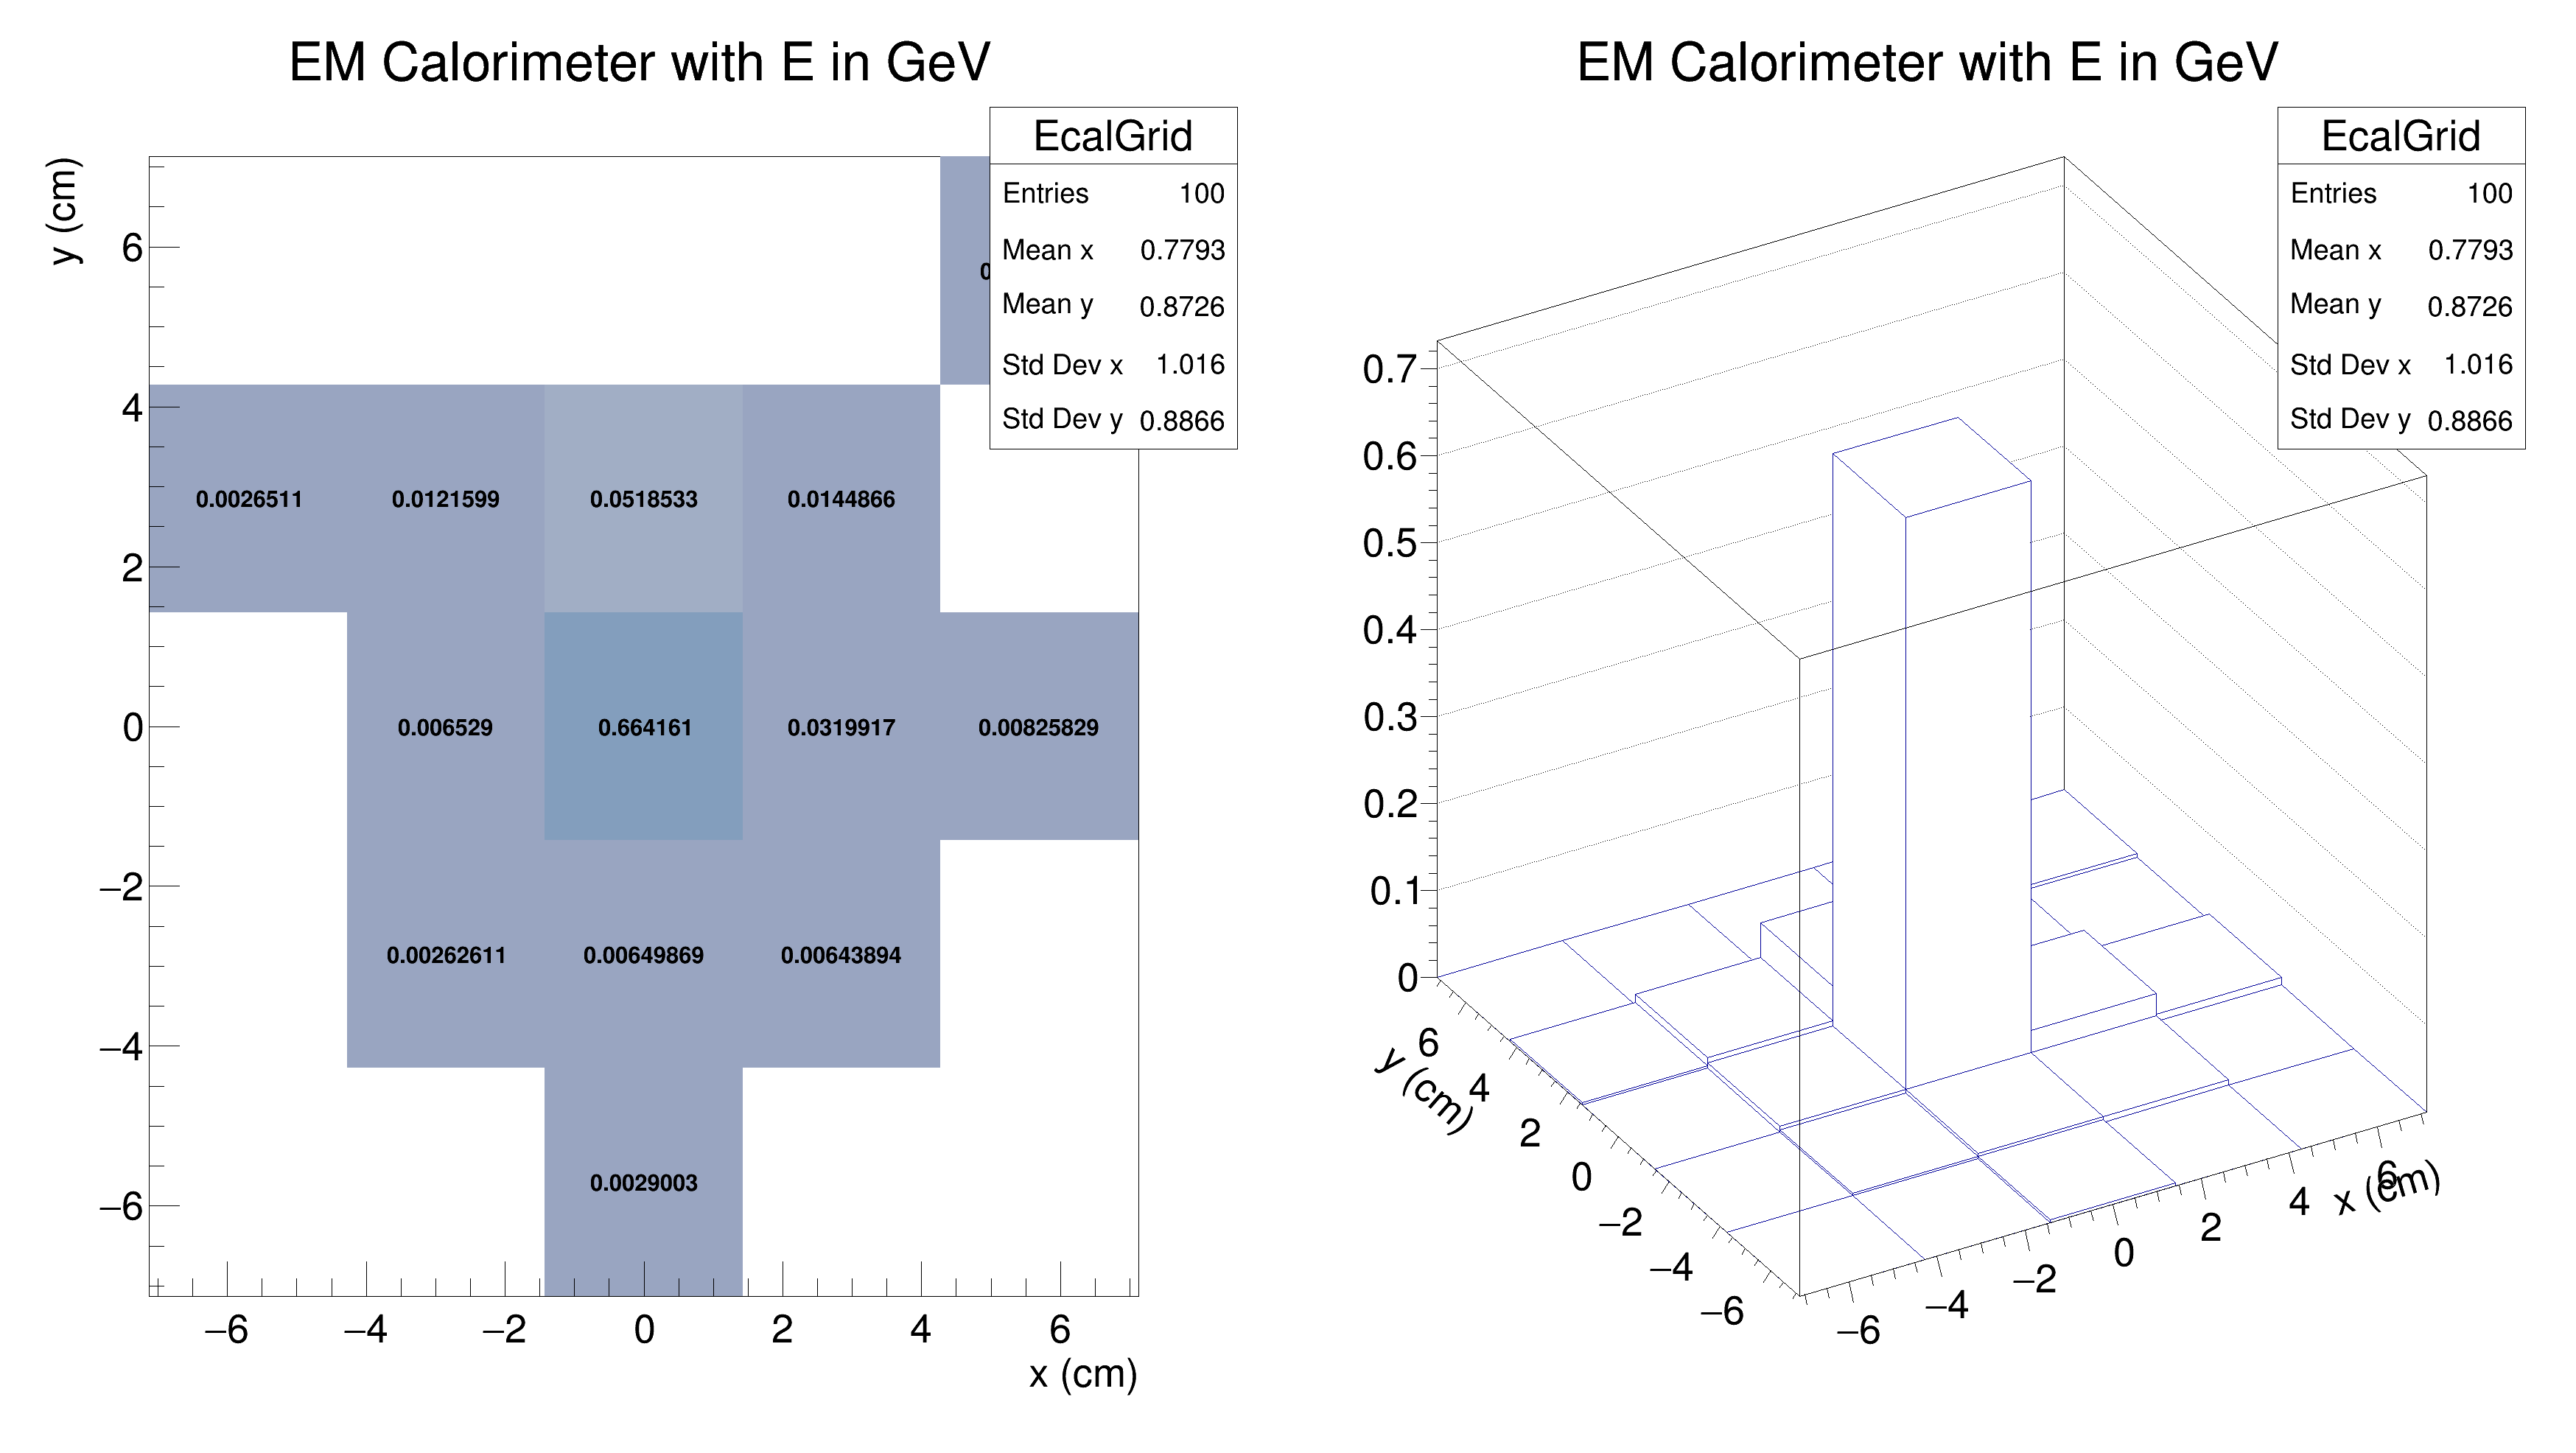 EM Calorimeter with E in GeV
EcalGrid
Entries 100
Mean x 0.7793
Mean y 0.8726
Std Dev x 1.016
Std Dev y 0.8866
y (cm)
6
4
2
0
−2
−4
−6
0.0026511 0.0121599 0.0518533 0.0144866
0.006529 0.664161 0.0319917 0.00825829
0.00262611 0.00649869 0.00643894
0.0029003
−6 −4 −2 0 2 4 6
x (cm)
EM Calorimeter with E in GeV
EcalGrid
Entries 100
Mean x 0.7793
Mean y 0.8726
Std Dev x 1.016
Std Dev y 0.8866
0.7
0.6
0.5
0.4
0.3
0.2
0.1
0
6
4
2
0
−2
−4
−6
y (cm)
−6
−4
−2
0
2
4
6
x (cm)